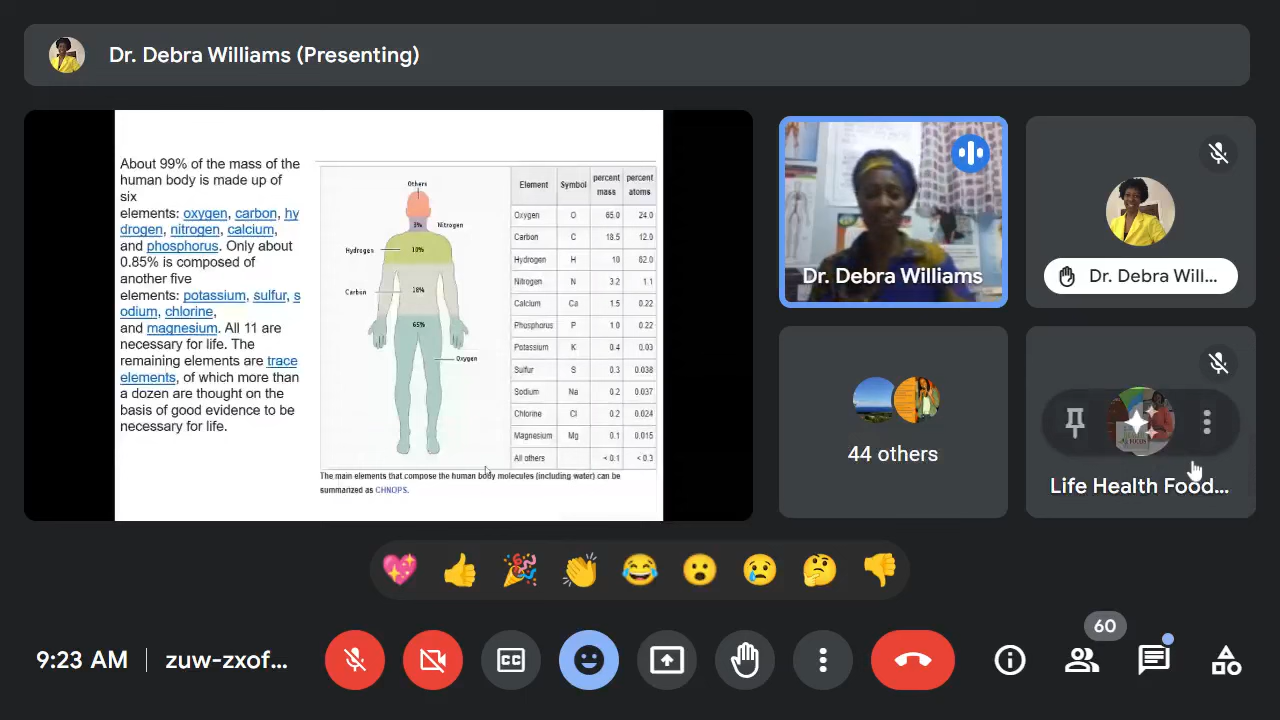 Dr. Debra Williams (Presenting)
About 99% of the mass of the
human body is made up of
six
elements: oxygen, carbon, hy
drogen, nitrogen, calcium,
and phosphorus. Only about
0.85% is composed of
another five
elements: potassium, sulfur, s
odium, chlorine,
and magnesium. All 11 are
necessary for life. The
remaining elements are trace
elements, of which more than
a dozen are thought on the
basis of good evidence to be
necessary for life.
Others
3% Nitrogen
Hydrogen 10%
Carbon 18%
65%
Oxygen
Element Symbol percent mass percent atoms
Oxygen O 65.0 24.0
Carbon C 18.5 12.0
Hydrogen H 10 62.0
Nitrogen N 3.2 1.1
Calcium Ca 1.5 0.22
Phosphorus P 1.0 0.22
Potassium K 0.4 0.03
Sulfur S 0.3 0.038
Sodium Na 0.2 0.037
Chlorine Cl 0.2 0.024
Magnesium Mg 0.1 0.015
All others < 0.1 < 0.3
The main elements that compose the human body molecules (including water) can be
summarized as CHNOPS.
Dr. Debra Williams
Dr. Debra Will...
44 others
Life Health Food...
60
9:23 AM | zuw-zxof...
CC